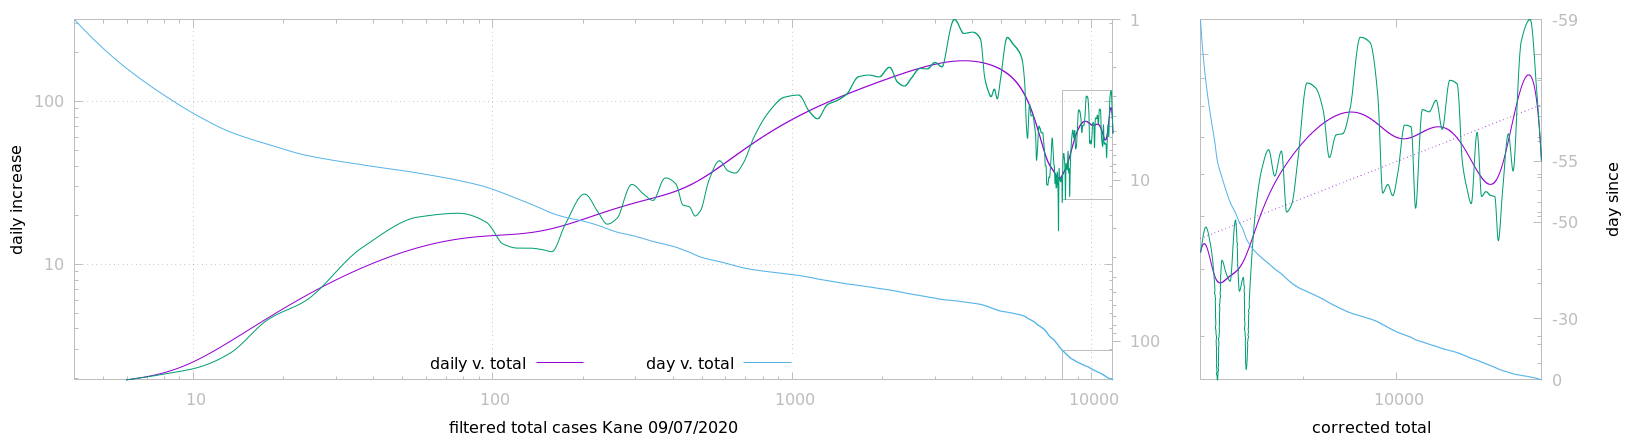 daily increase
100
10
daily v. total
day v. total
10
100
1000
10000
filtered total cases Kane 09/07/2020
1
10
100
10000
corrected total
-59
-55
-50
-30
0
day since